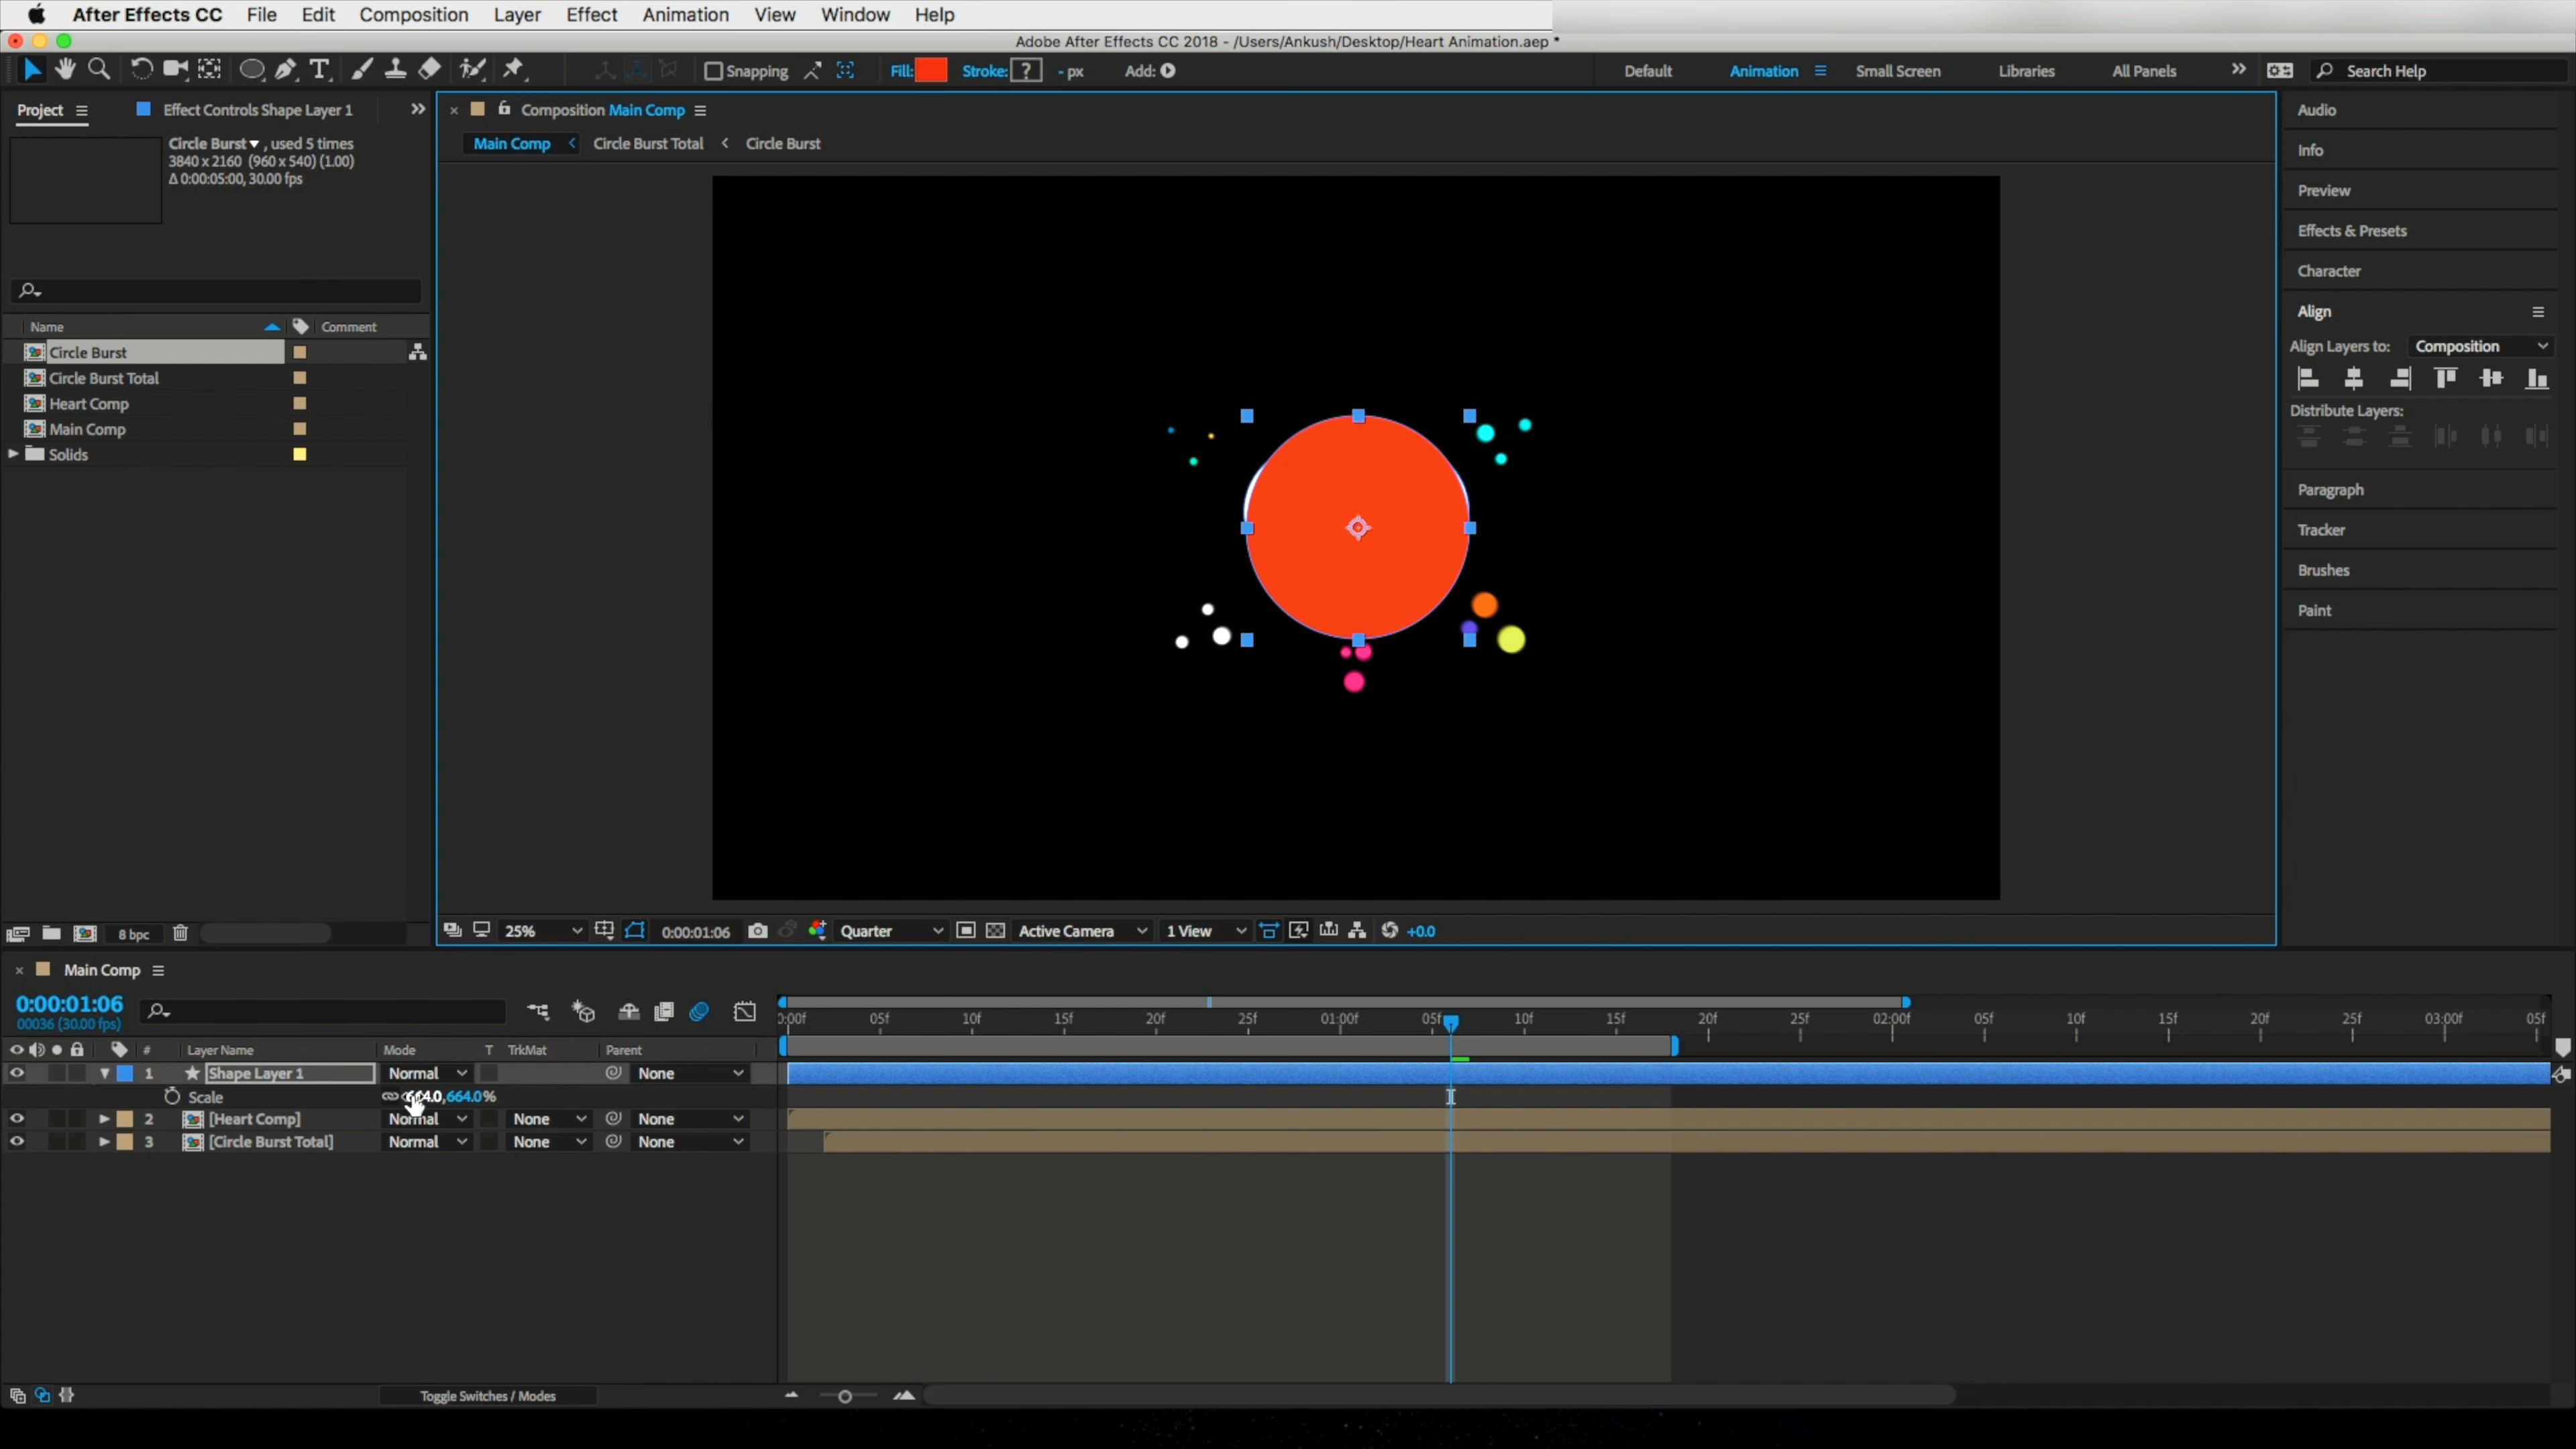 After Effects CC File Edit Composition Layer Effect Animation View Window Help
Adobe After Effects CC 2018 - /Users/Ankush/Desktop/Heart Animation.aep *
Snapping Fill: Stroke: ? - px Add: Default Animation Small Screen Libraries All Panels Search Help
Project Effect Controls Shape Layer 1
Circle Burst , used 5 times
3840 x 2160 (960 x 540) (1.00)
Δ 0:00:05:00, 30.00 fps
Name Comment
Circle Burst
Circle Burst Total
Heart Comp
Main Comp
Solids
8 bpc
Composition Main Comp
Main Comp Circle Burst Total Circle Burst
25% 0:00:01:06 Quarter Active Camera 1 View +0.0
Audio
Info
Preview
Effects & Presets
Character
Align
Align Layers to: Composition
Distribute Layers:
Paragraph
Tracker
Brushes
Paint
Main Comp
0:00:01:06
00036 (30.00 fps)
0:00f 05f 10f 15f 20f 25f 01:00f 05f 10f 15f 20f 25f 02:00f 05f 10f 15f 20f 25f 03:00f 05f
# Layer Name Mode T TrkMat Parent
1 Shape Layer 1 Normal None
Scale 664.0%
2 [Heart Comp] Normal None None
3 [Circle Burst Total] Normal None None
Toggle Switches / Modes